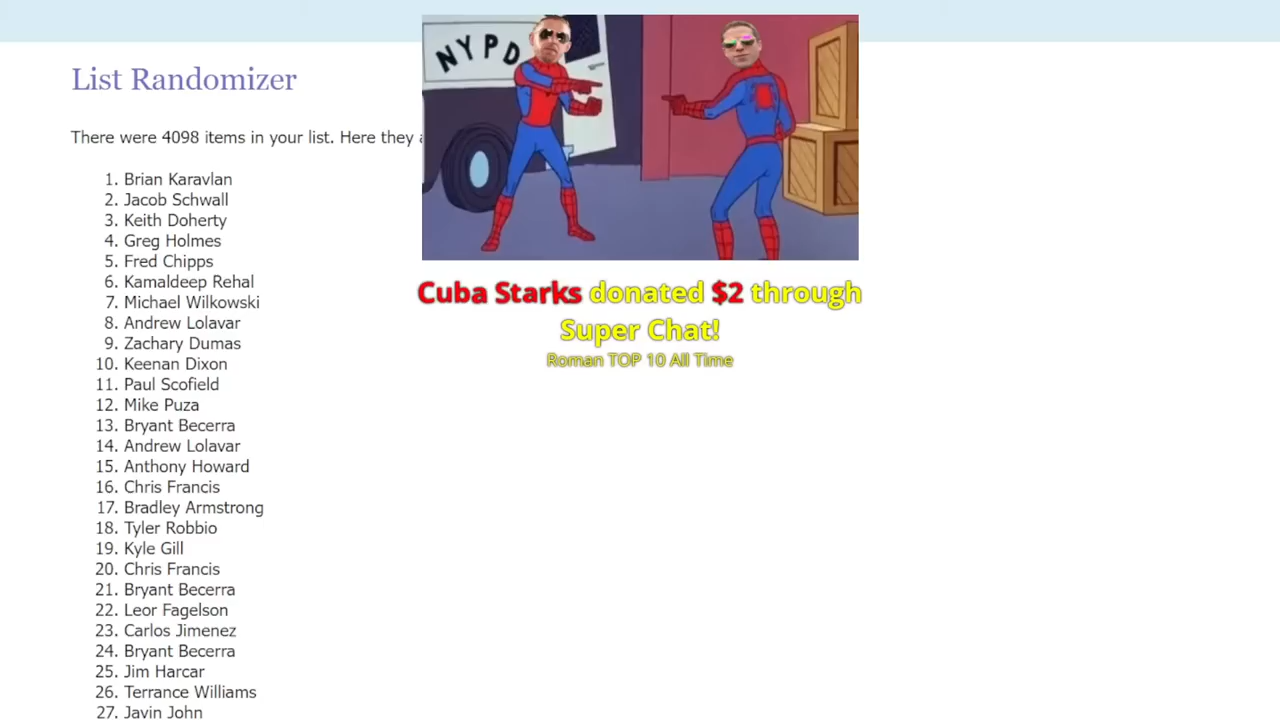 List Randomizer
There were 4098 items in your list. Here they
1. Brian Karavlan
2. Jacob Schwall
3. Keith Doherty
4. Greg Holmes
5. Fred Chipps
6. Kamaldeep Rehal
7. Michael Wilkowski
8. Andrew Lolavar
9. Zachary Dumas
10. Keenan Dixon
11. Paul Scofield
12. Mike Puza
13. Bryant Becerra
14. Andrew Lolavar
15. Anthony Howard
16. Chris Francis
17. Bradley Armstrong
18. Tyler Robbio
19. Kyle Gill
20. Chris Francis
21. Bryant Becerra
22. Leor Fagelson
23. Carlos Jimenez
24. Bryant Becerra
25. Jim Harcar
26. Terrance Williams
27. Javin John
NYPD
Cuba Starks donated $2 through
Super Chat!
Roman TOP 10 All Time